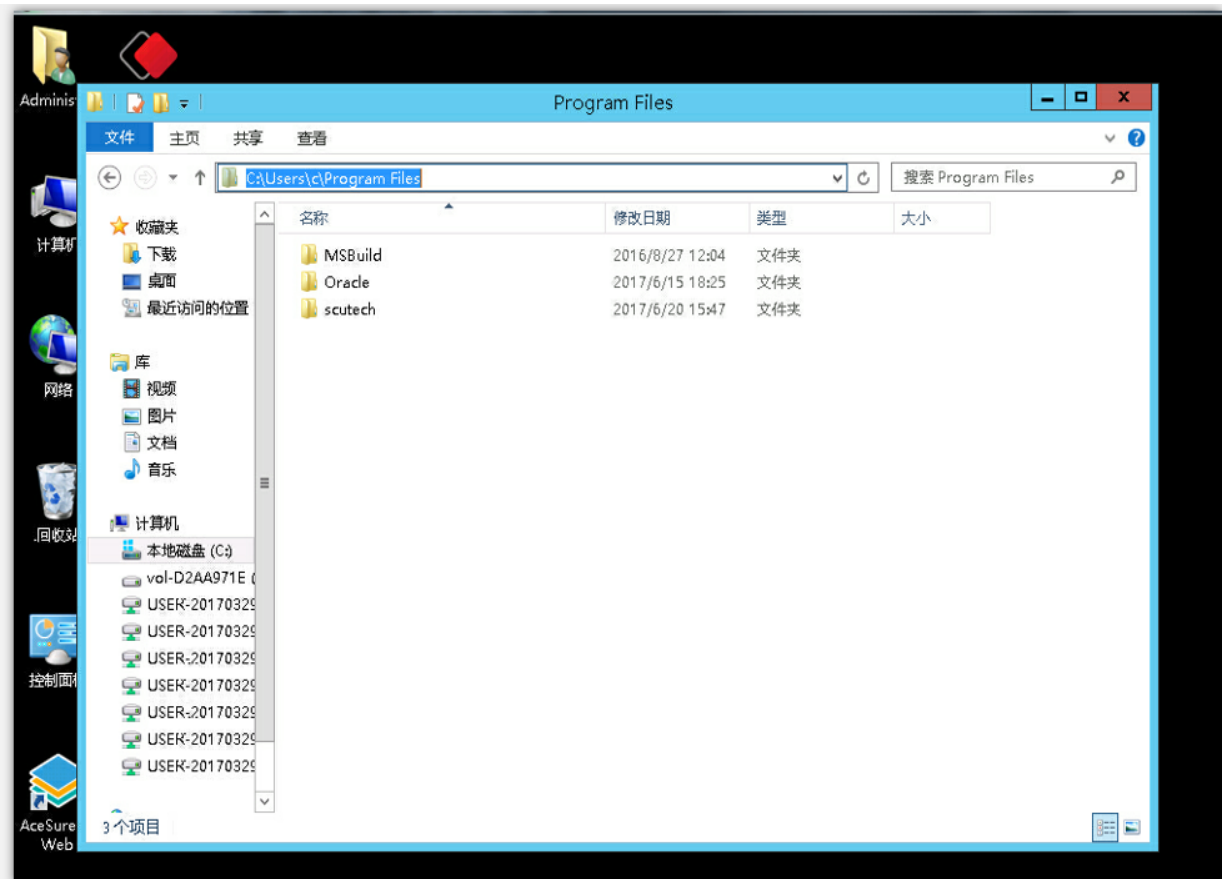 Adminis
Program Files
文件 主页 共享 查看
C:\Users\c\Program Files
搜索 Program Files
名称 修改日期 类型 大小
MSBuild 2016/8/27 12:04 文件夹
Oracle 2017/6/15 18:25 文件夹
scutech 2017/6/20 15:47 文件夹
收藏夹
下载
桌面
最近访问的位置
库
视频
图片
文档
音乐
计算机
本地磁盘 (C:)
vol-D2AA971E (
USER-20170329
USER-20170329
USER-20170329
USER-20170329
USER-20170329
USER-20170329
USER-20170329
3 个项目
计算机
网络
回收站
控制面板
AceSure
Web